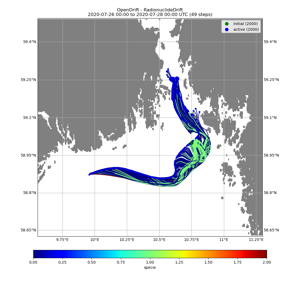 OpenDrift - RadionuclideDrift
2020-07-26 00:00 to 2020-07-28 00:00 UTC (49 steps)
initial (2000)
active (2000)
59.4°N
59.25°N
59.1°N
58.95°N
58.8°N
58.65°N
9.75°E 10°E 10.25°E 10.5°E 10.75°E 11°E 11.25°E
0.00 0.25 0.50 0.75 1.00 1.25 1.50 1.75 2.00
specie